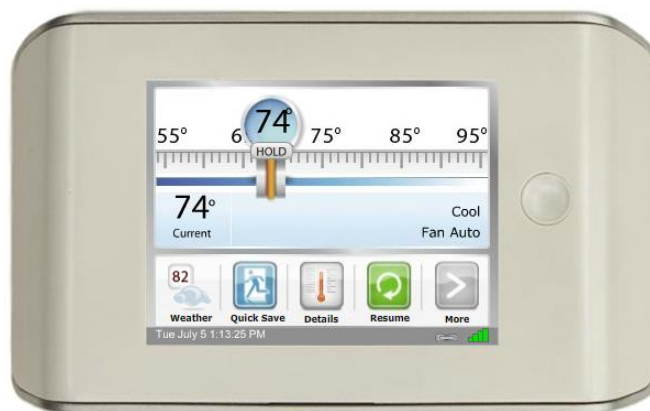 74°
55° 6 75° 85° 95°
HOLD
74°
Current
Cool
Fan Auto
82
Weather Quick Save Details Resume More
Tue July 5 1:13:25 PM